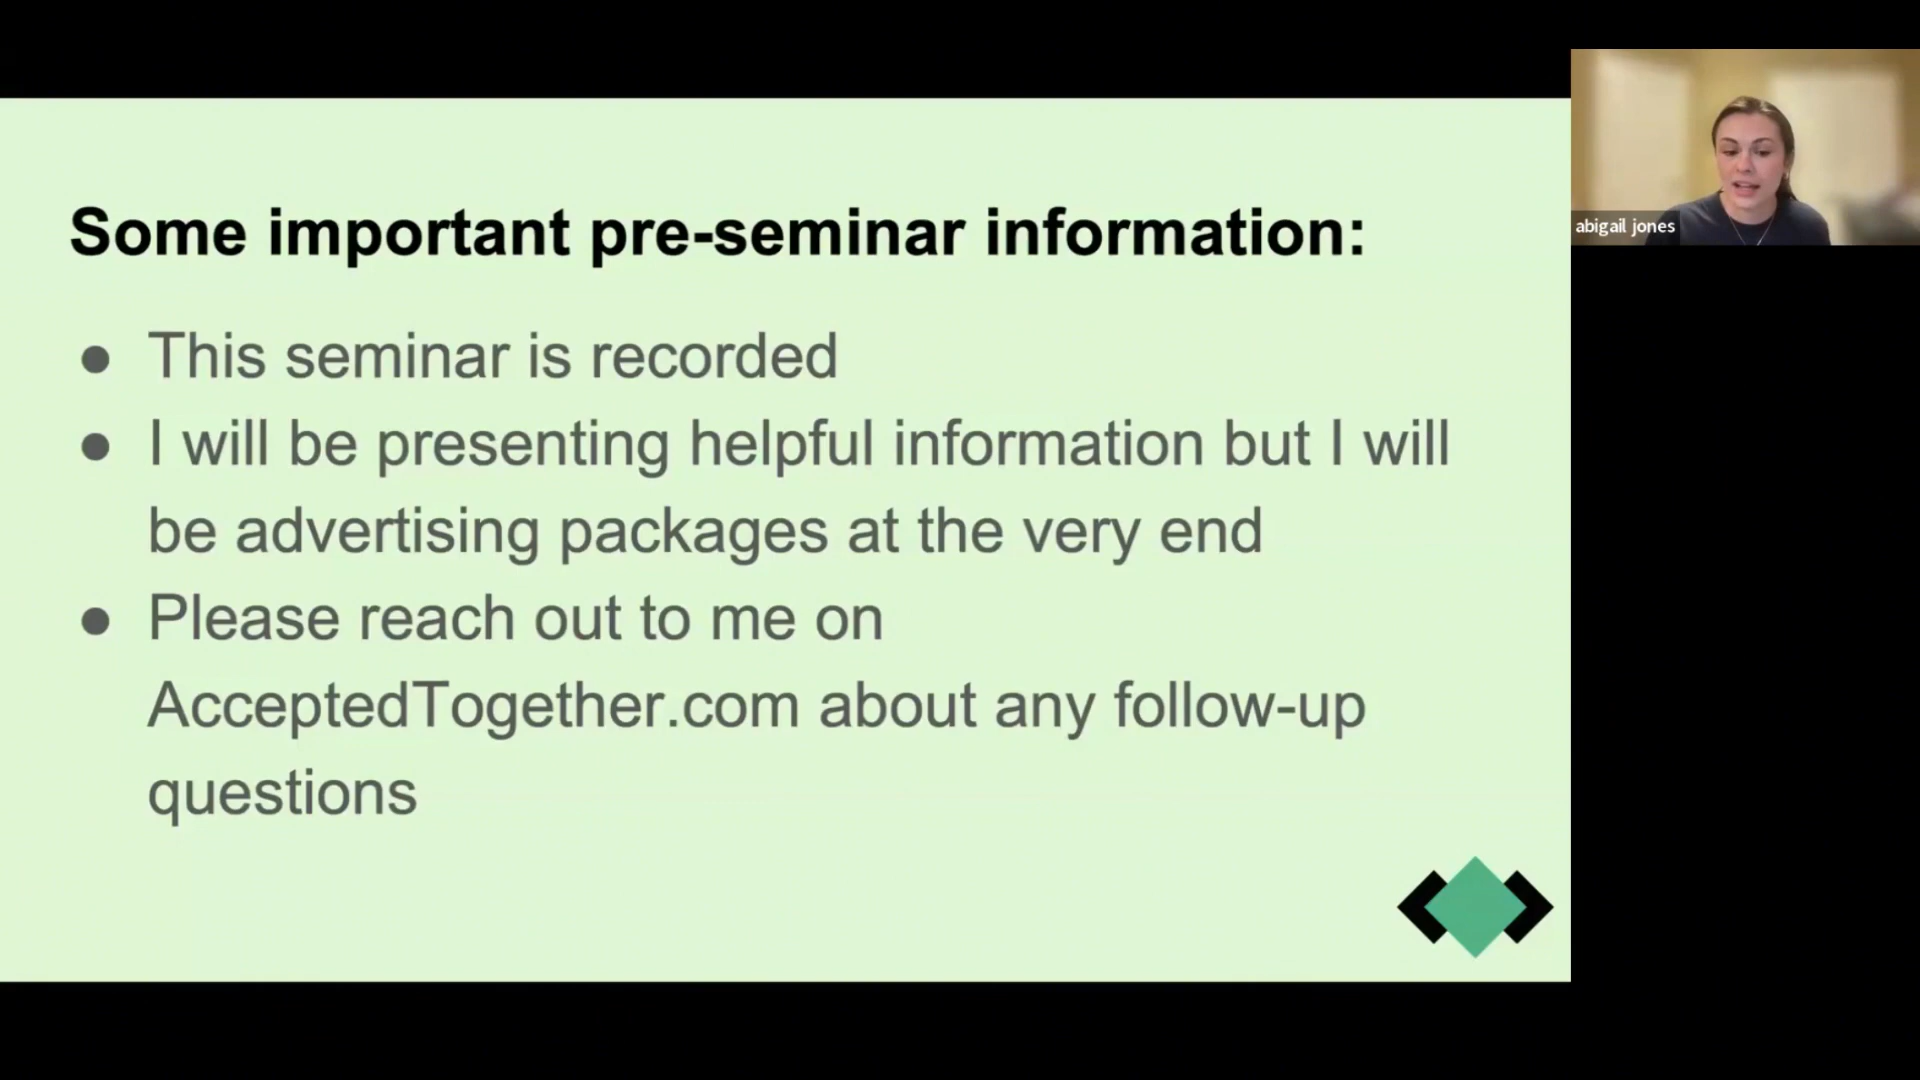 Some important pre-seminar information:
● This seminar is recorded
● I will be presenting helpful information but I will
be advertising packages at the very end
● Please reach out to me on
AcceptedTogether.com about any follow-up
questions
abigail jones